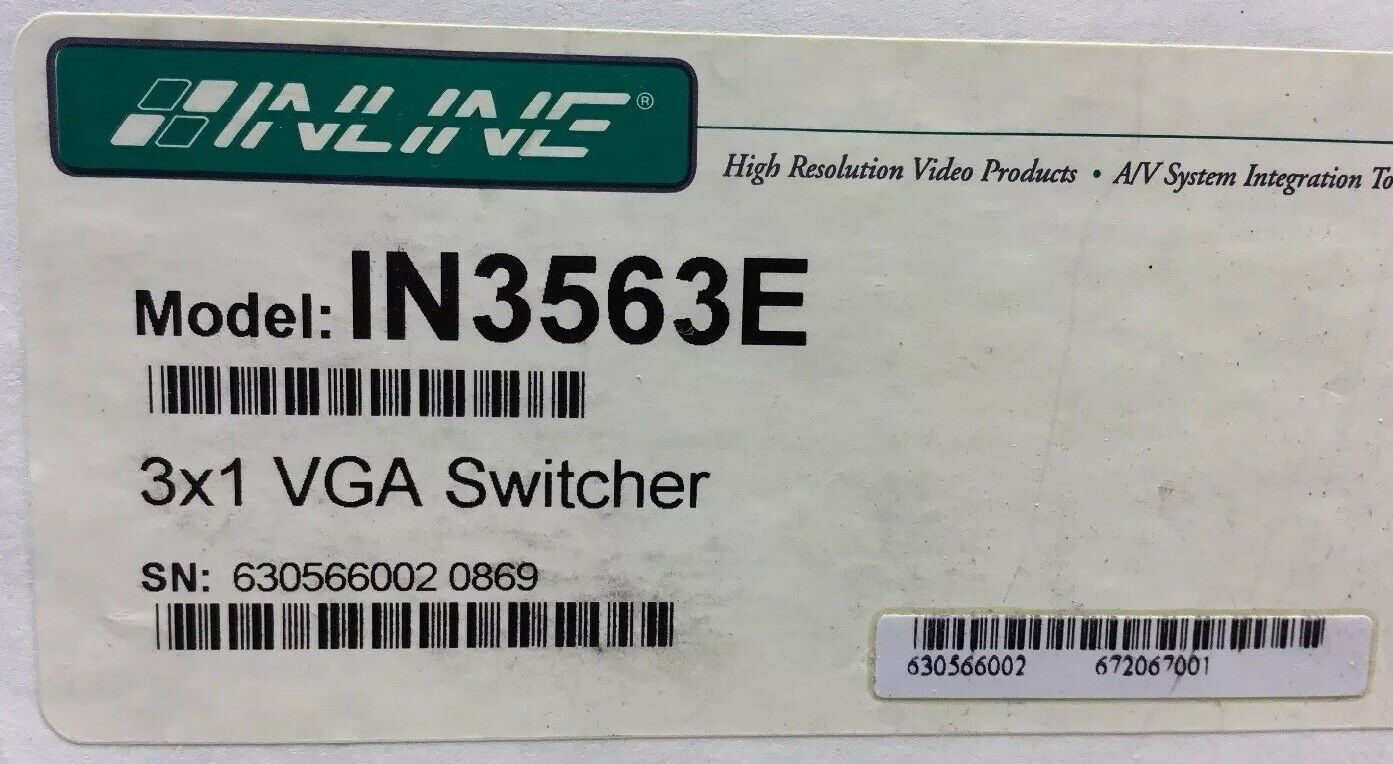 INLINE®
High Resolution Video Products • A/V System Integration To
Model: IN3563E
3x1 VGA Switcher
SN: 630566002 0869
630566002 672067001